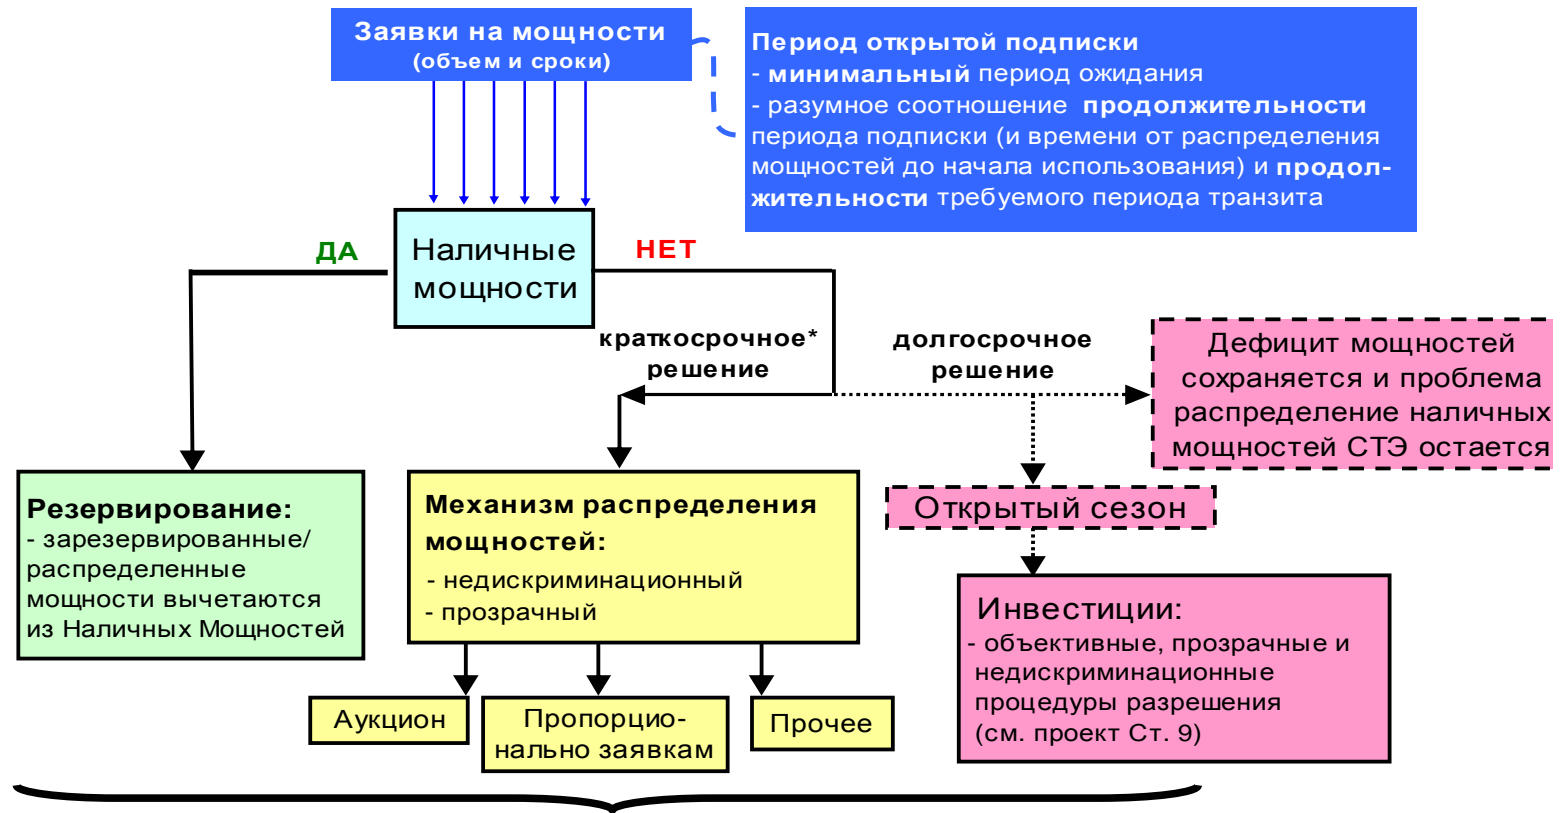 Заявки на мощности
(объем и сроки)
Период открытой подписки
- минимальный период ожидания
- разумное соотношение продолжительности
периода подписки (и времени от распределения
мощностей до начала использования) и продол-
жительности требуемого периода транзита
ДА
Наличные
мощности
НЕТ
краткосрочное*
решение
долгосрочное
решение
Дефицит мощностей
сохраняется и проблема
распределение наличных
мощностей СТЭ остается
Резервирование:
- зарезервированные/
распределенные
мощности вычетаются
из Наличных Мощностей
Механизм распределения
мощностей:
- недискриминационный
- прозрачный
Открытый сезон
Инвестиции:
- объективные, прозрачные и
недискриминационные
процедуры разрешения
(см. проект Ст. 9)
Аукцион
Пропорцио-
нально заявкам
Прочее